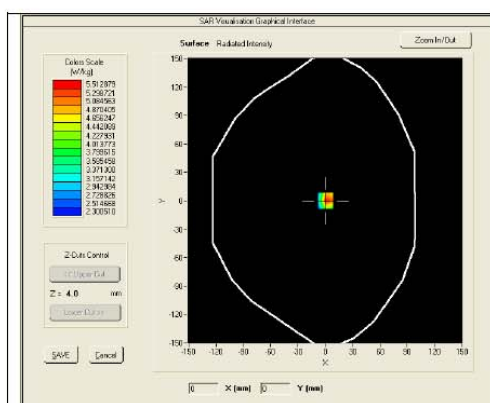 SAR Visualisation Graphical Interface
Surface Radiated Intensity
Zoom In/Out
Colors Scale
(W/kg)
5.512879
5.298721
5.084563
4.870405
4.656247
4.442089
4.227931
4.013773
3.799615
3.585458
3.371300
3.157142
2.942984
2.728826
2.514668
2.300510
Z-Cuts Control
Z = 4.0 mm
SAVE
Cancel
150
120
90
60
30
0
-30
-60
-90
-120
-150
Y
-150 -120 -90 -60 -30 0 30 60 90 120 150
X
0 X (mm) 0 Y (mm)